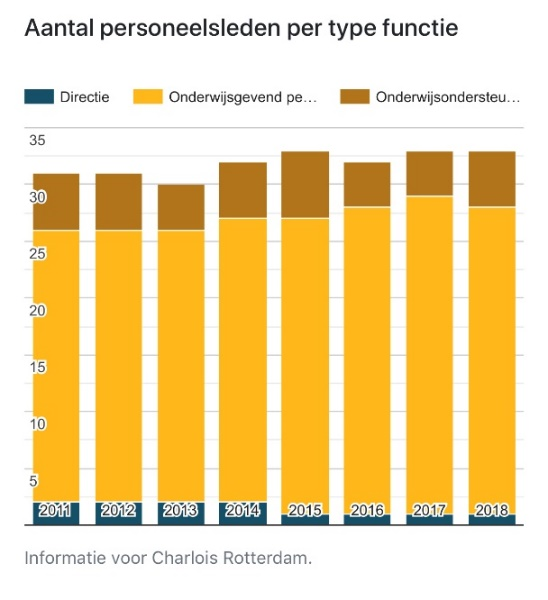 Aantal personeelsleden per type functie
Directie Onderwijsgevend pe... Onderwijsondersteu...
35
30
25
20
15
10
5
2011 2012 2013 2014 2015 2016 2017 2018
Informatie voor Charlois Rotterdam.